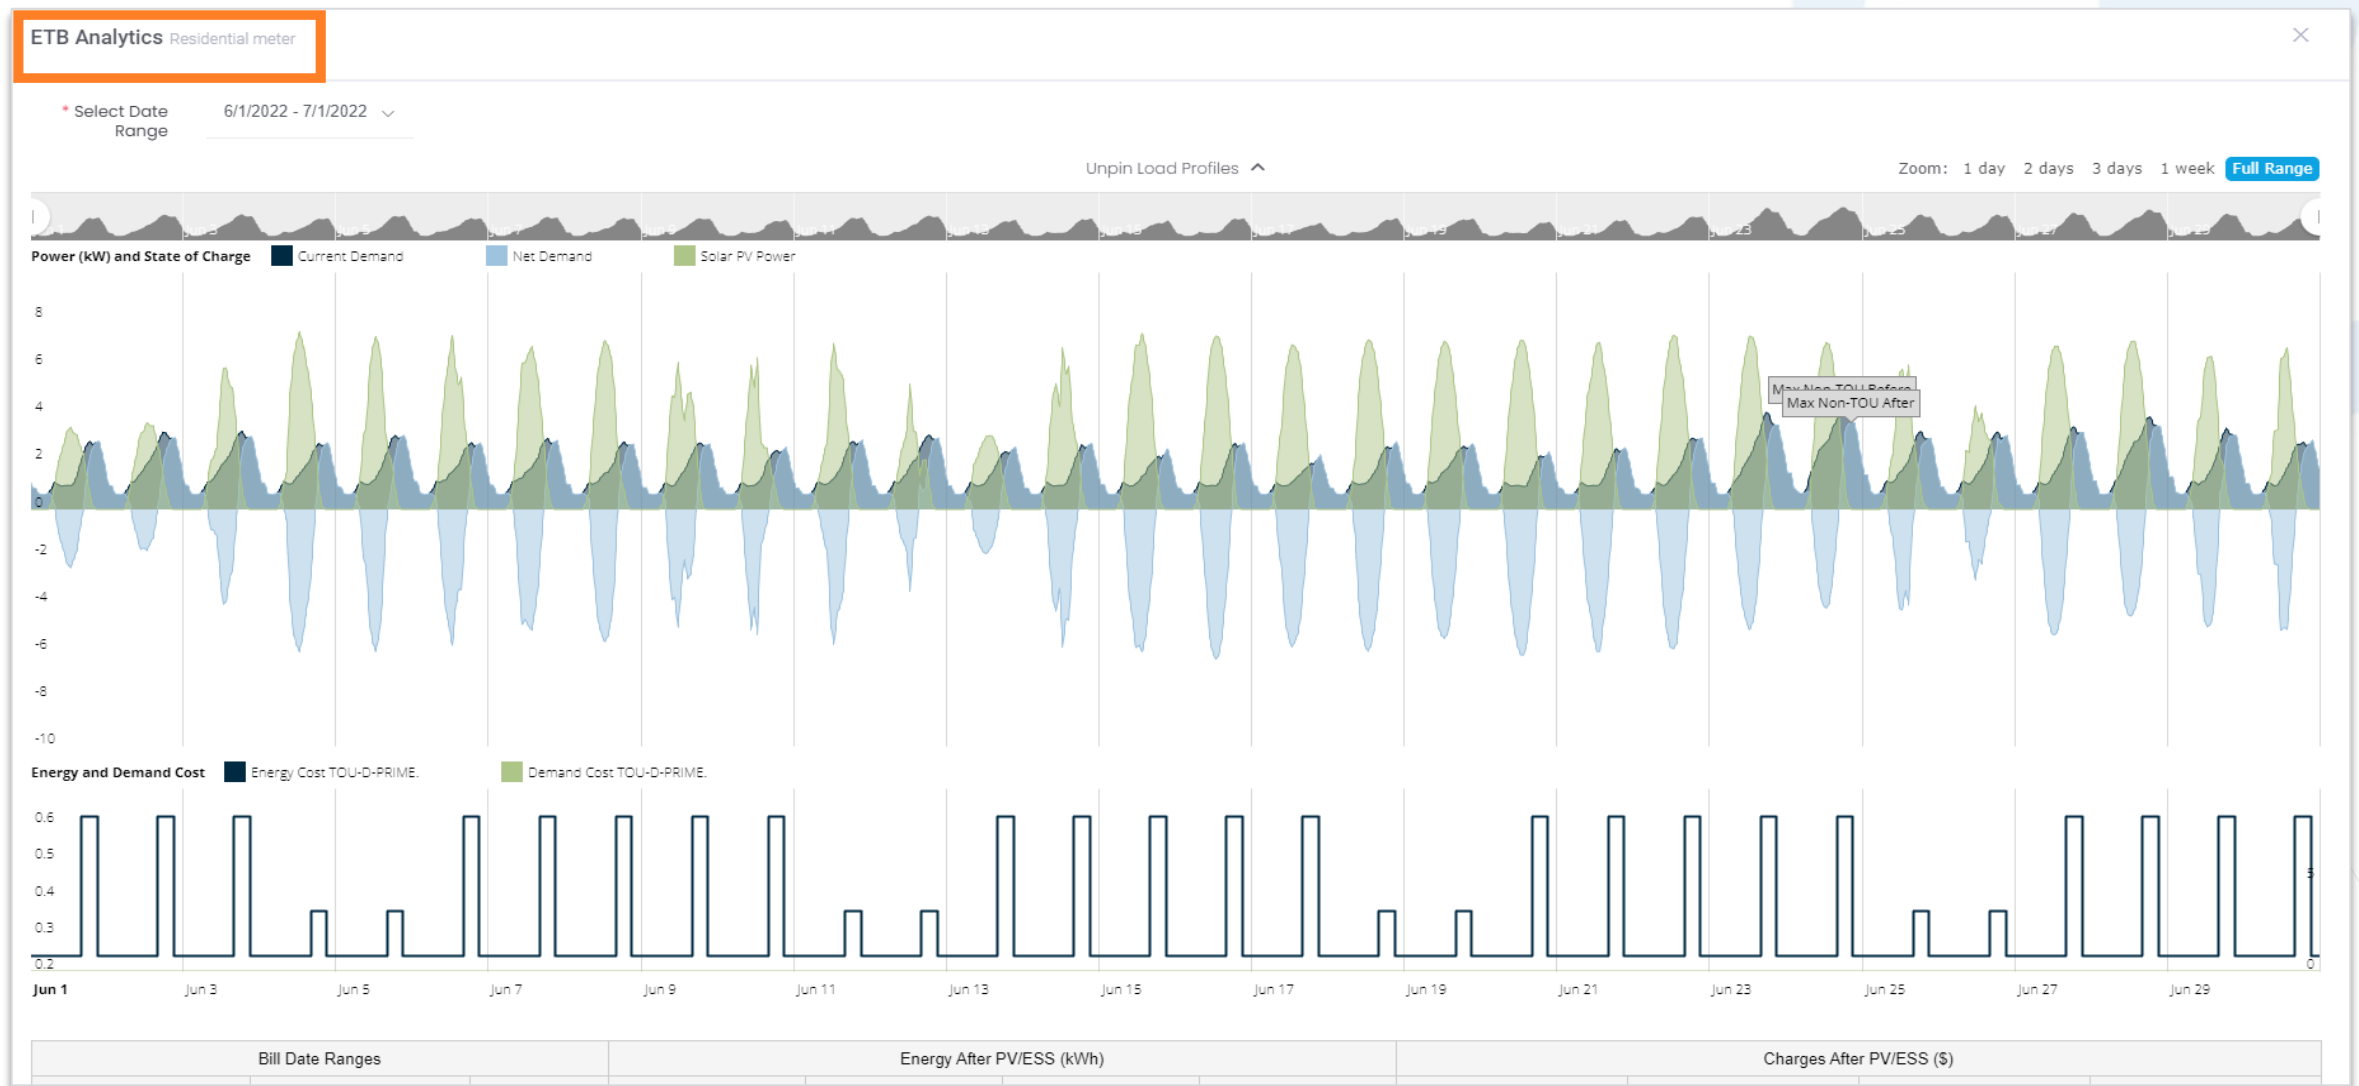 ETB Analytics Residential meter
* Select Date Range 6/1/2022 - 7/1/2022
Unpin Load Profiles
Zoom: 1 day 2 days 3 days 1 week Full Range
Power (kW) and State of Charge Current Demand Net Demand Solar PV Power
8
6
4
2
0
-2
-4
-6
-8
-10
Max Non-TOU Before
Max Non-TOU After
Energy and Demand Cost Energy Cost TOU-D-PRIME. Demand Cost TOU-D-PRIME.
0.6
0.5
0.4
0.3
0.2
5
0
Jun 1 Jun 3 Jun 5 Jun 7 Jun 9 Jun 11 Jun 13 Jun 15 Jun 17 Jun 19 Jun 21 Jun 23 Jun 25 Jun 27 Jun 29
Bill Date Ranges Energy After PV/ESS (kWh) Charges After PV/ESS ($)